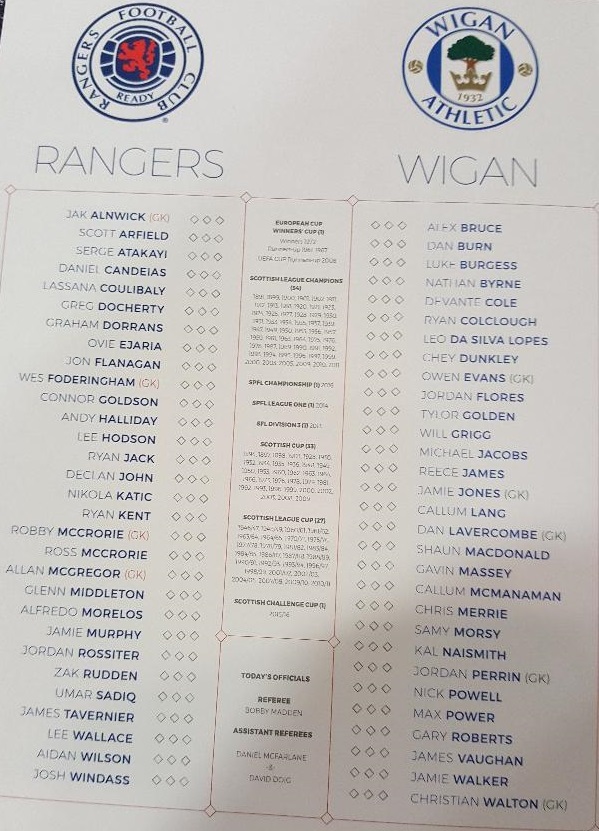 RANGERS FOOTBALL CLUB
READY
WIGAN
1932
ATHLETIC
RANGERS
WIGAN
JAK ALNWICK (GK)
SCOTT ARFIELD
SERGE ATAKAYI
DANIEL CANDEIAS
LASSANA COULIBALY
GREG DOCHERTY
GRAHAM DORRANS
OVIE EJARIA
JON FLANAGAN
WES FODERINGHAM (GK)
CONNOR GOLDSON
ANDY HALLIDAY
LEE HODSON
RYAN JACK
DECLAN JOHN
NIKOLA KATIC
RYAN KENT
ROBBY MCCRORIE (GK)
ROSS MCCRORIE
ALLAN MCGREGOR (GK)
GLENN MIDDLETON
ALFREDO MORELOS
JAMIE MURPHY
JORDAN ROSSITER
ZAK RUDDEN
UMAR SADIQ
JAMES TAVERNIER
LEE WALLACE
AIDAN WILSON
JOSH WINDASS
EUROPEAN CUP
WINNERS' CUP (1)
SCOTTISH LEAGUE CHAMPIONS
(54)
SPFL CHAMPIONSHIP (1) 2016
SPFL LEAGUE ONE (1) 2014
SFL DIVISION 3 (1) 2013
SCOTTISH CUP (33)
SCOTTISH LEAGUE CUP (27)
SCOTTISH CHALLENGE CUP (1)
2015/16
TODAY'S OFFICIALS
REFEREE
BOBBY MADDEN
ASSISTANT REFEREES
DANIEL MCFARLANE
-&-
DAVID DOIG
ALEX BRUCE
DAN BURN
LUKE BURGESS
NATHAN BYRNE
DEVANTE COLE
RYAN COLCLOUGH
LEO DA SILVA LOPES
CHEY DUNKLEY
OWEN EVANS (GK)
JORDAN FLORES
TYLOR GOLDEN
WILL GRIGG
MICHAEL JACOBS
REECE JAMES
JAMIE JONES (GK)
CALLUM LANG
DAN LAVERCOMBE (GK)
SHAUN MACDONALD
GAVIN MASSEY
CALLUM MCMANAMAN
CHRIS MERRIE
SAMY MORSY
KAL NAISMITH
JORDAN PERRIN (GK)
NICK POWELL
MAX POWER
GARY ROBERTS
JAMES VAUGHAN
JAMIE WALKER
CHRISTIAN WALTON (GK)